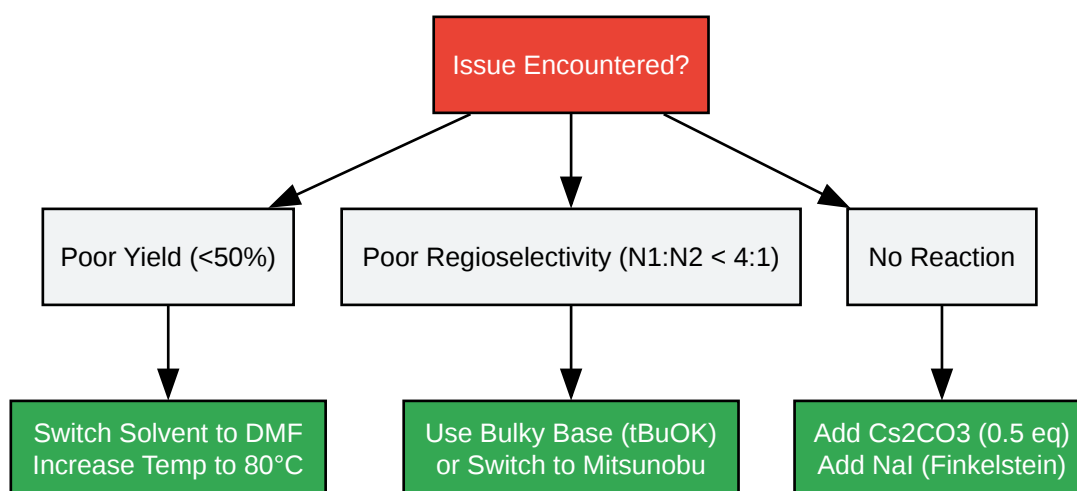 Issue Encountered?
Poor Yield (<50%)
Poor Regioselectivity (N1:N2 < 4:1)
No Reaction
Switch Solvent to DMF
Increase Temp to 80°C
Use Bulky Base (tBuOK)
or Switch to Mitsunobu
Add Cs2CO3 (0.5 eq)
Add NaI (Finkelstein)